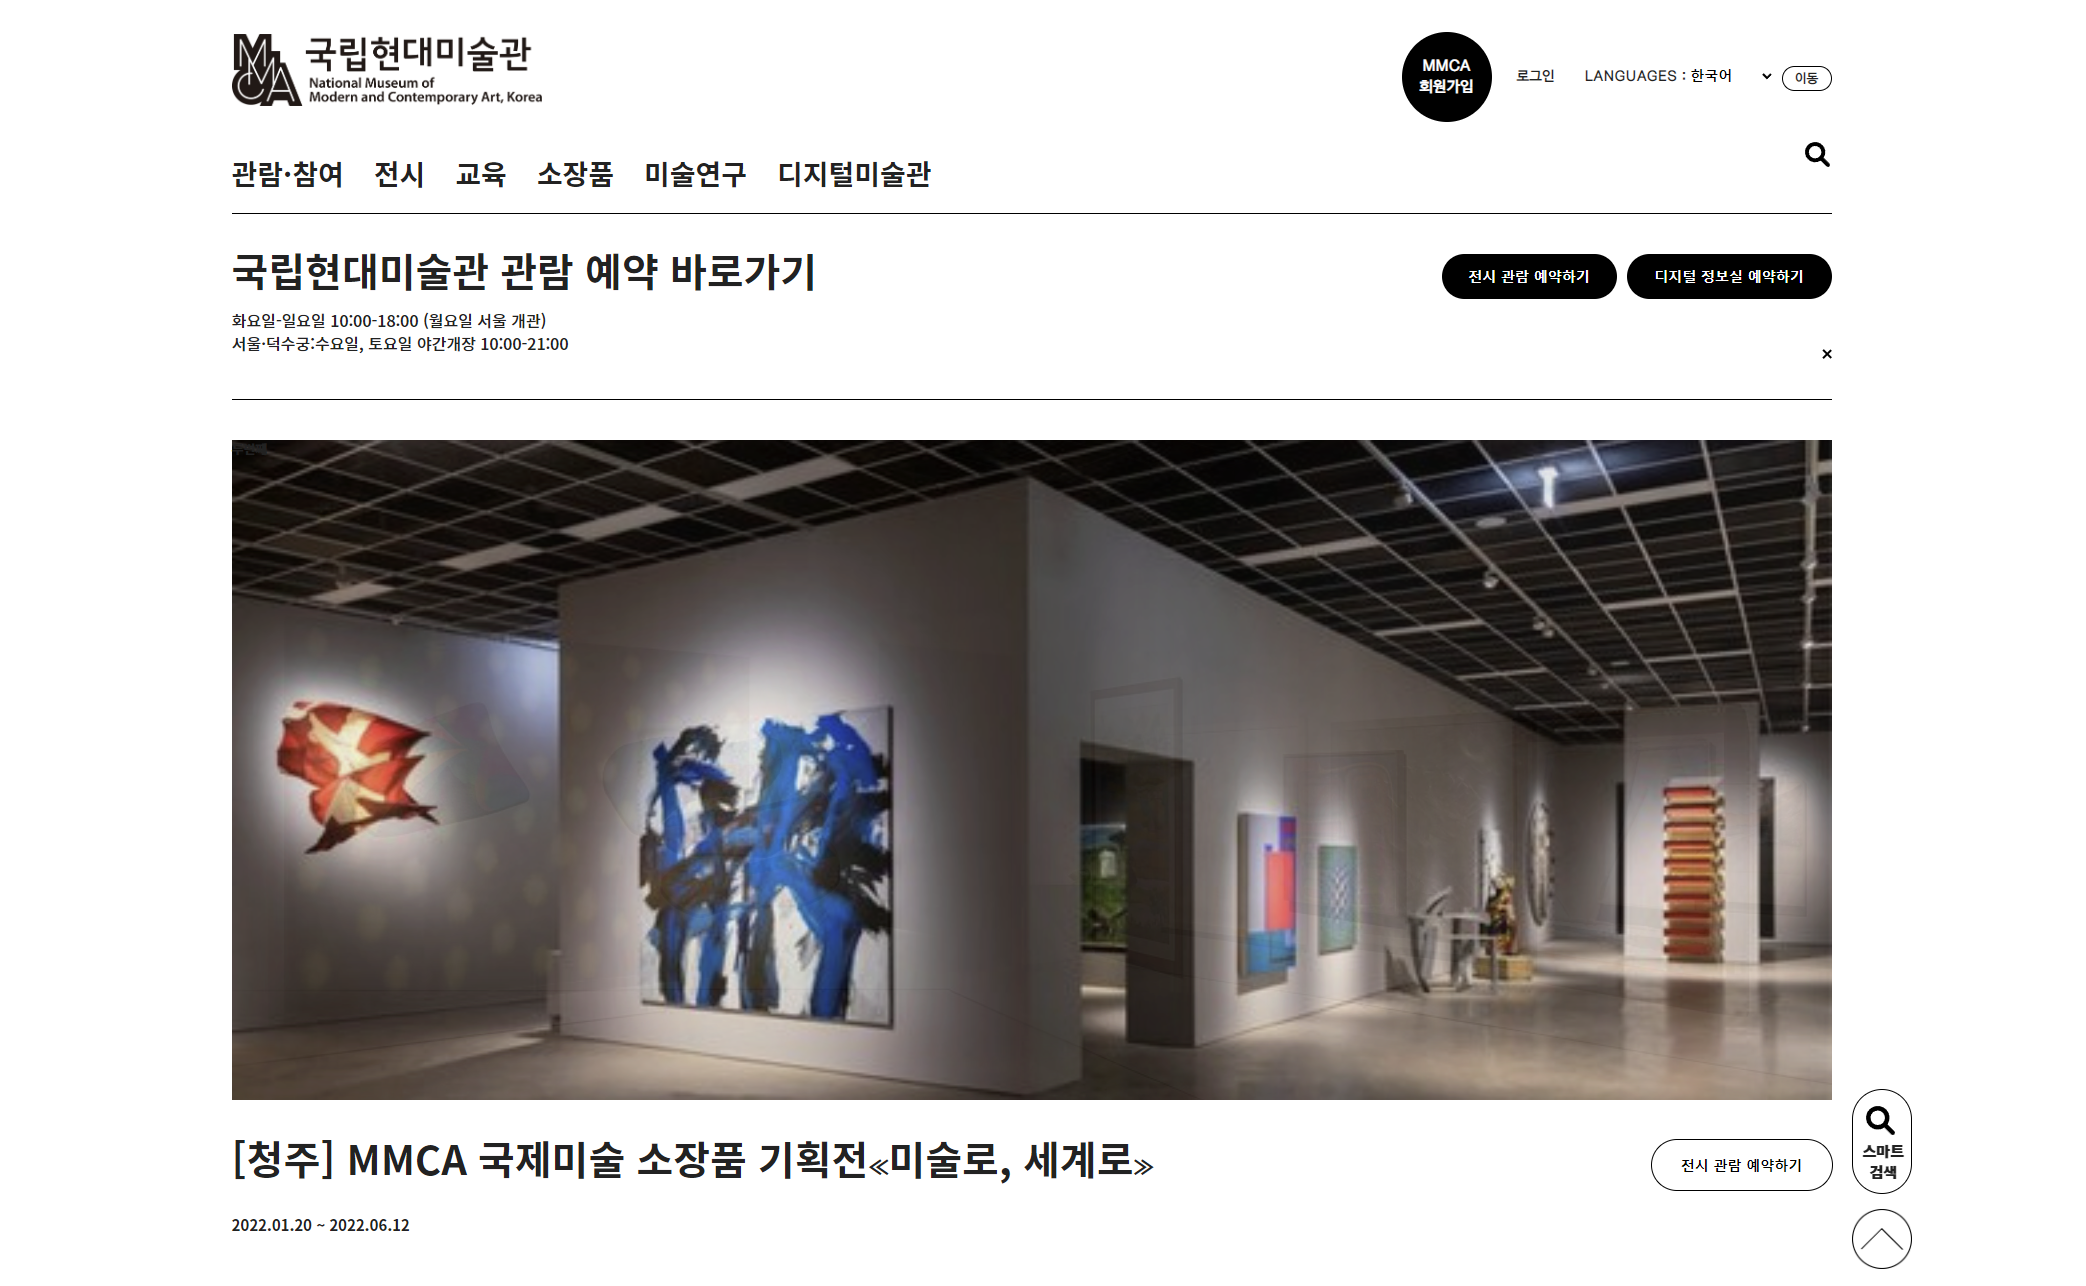 MMCA 국립현대미술관
National Museum of
Modern and Contemporary Art, Korea
MMCA
회원가입
로그인
LANGUAGES : 한국어
이동
관람·참여 전시 교육 소장품 미술연구 디지털미술관
국립현대미술관 관람 예약 바로가기
전시 관람 예약하기
디지털 정보실 예약하기
화요일-일요일 10:00-18:00 (월요일 서울 개관)
서울·덕수궁:수요일, 토요일 야간개장 10:00-21:00
[청주] MMCA 국제미술 소장품 기획전≪미술로, 세계로≫
전시 관람 예약하기
2022.01.20 ~ 2022.06.12
스마트
검색